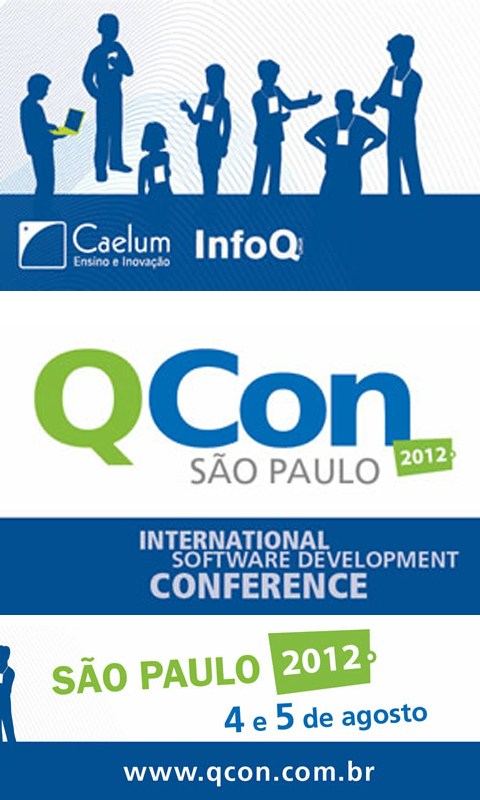 Caelum
Ensino e Inovação
InfoQ
QCon
SÃO PAULO
2012
INTERNATIONAL
SOFTWARE DEVELOPMENT
CONFERENCE
SÃO PAULO 2012
4 e 5 de agosto
www.qcon.com.br